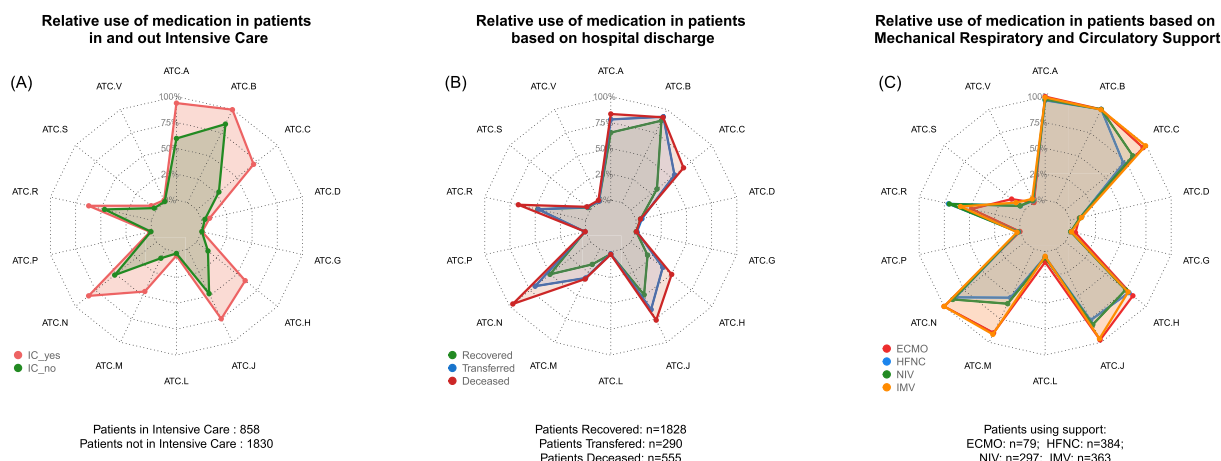 Relative use of medication in patients
in and out Intensive Care
(A)
ATC.A
ATC.B
ATC.C
ATC.D
ATC.G
ATC.H
ATC.J
ATC.L
ATC.M
ATC.N
ATC.P
ATC.R
ATC.S
ATC.V
100%
75%
50%
IC_yes
IC_no
Patients in Intensive Care : 858
Patients not in Intensive Care : 1830
Relative use of medication in patients
based on hospital discharge
(B)
ATC.A
ATC.B
ATC.C
ATC.D
ATC.G
ATC.H
ATC.J
ATC.L
ATC.M
ATC.N
ATC.P
ATC.R
ATC.S
ATC.V
100%
75%
50%
Recovered
Transferred
Deceased
Patients Recovered: n=1828
Patients Transfered: n=290
Patients Deceased: n=555
Relative use of medication in patients based on
Mechanical Respiratory and Circulatory Support
(C)
ATC.A
ATC.B
ATC.C
ATC.D
ATC.G
ATC.H
ATC.J
ATC.L
ATC.M
ATC.N
ATC.P
ATC.R
ATC.S
ATC.V
100%
75%
50%
ECMO
HFNC
NIV
IMV
Patients using support:
ECMO: n=79; HFNC: n=384;
NIV: n=297; IMV: n=363